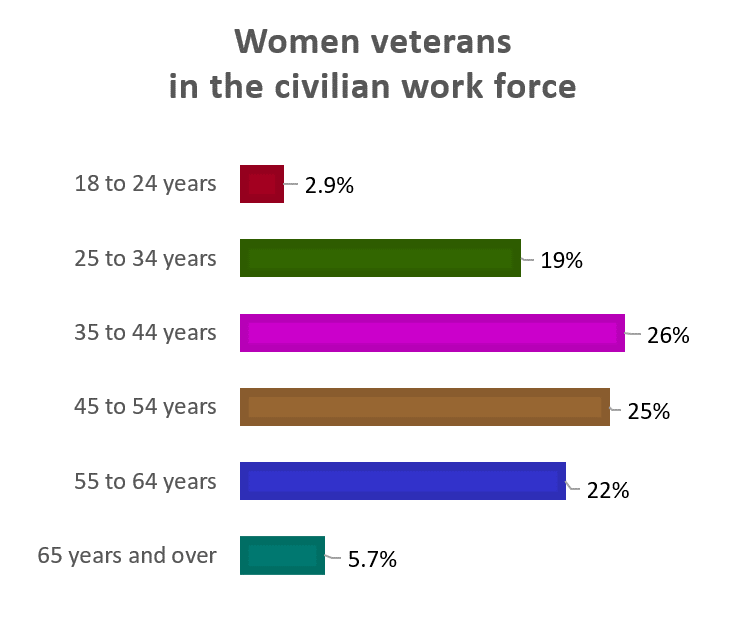 Women veterans
in the civilian work force
18 to 24 years 2.9%
25 to 34 years 19%
35 to 44 years 26%
45 to 54 years 25%
55 to 64 years 22%
65 years and over 5.7%